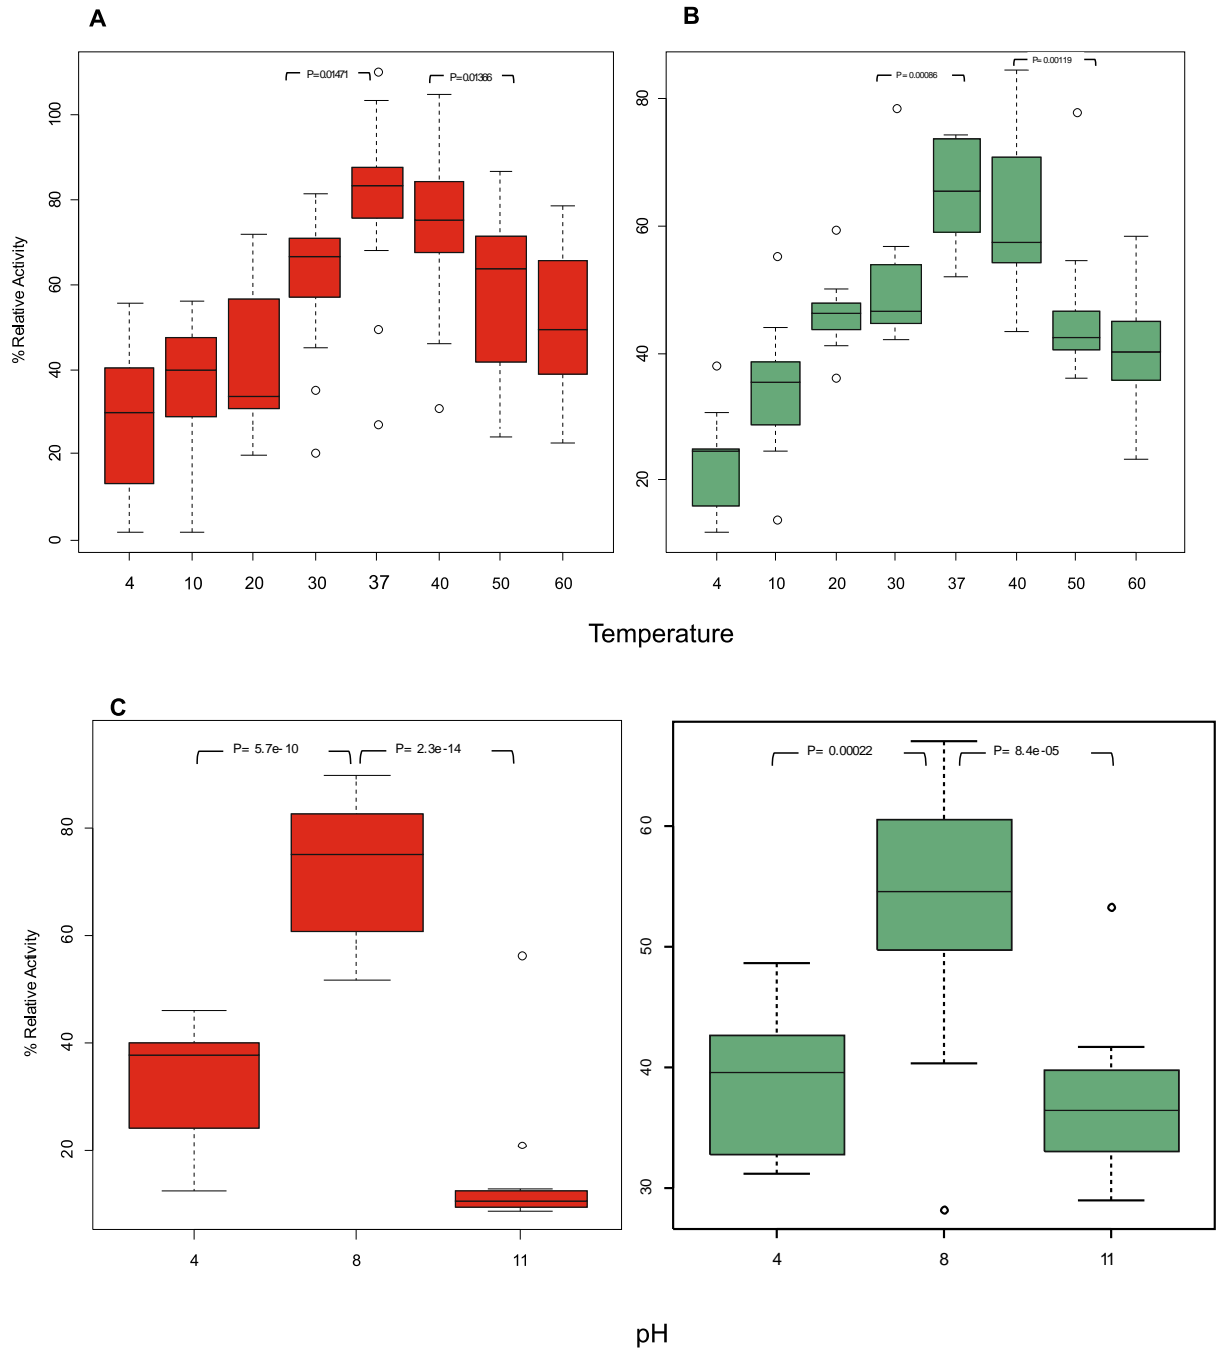 A
B
P=0.01471
P=0.01366
P= 0.00086
P= 0.00119
% Relative Activity
0
20
40
60
80
100
20
40
60
80
4 10 20 30 37 40 50 60
4 10 20 30 37 40 50 60
Temperature
C
P= 5.7e-10
P= 2.3e-14
P= 0.00022
P= 8.4e-05
% Relative Activity
20
40
60
80
30
40
50
60
4 8 11
4 8 11
pH